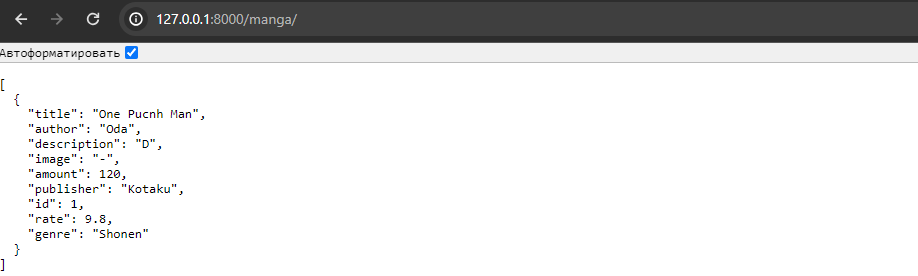 127.0.0.1:8000/manga/
Автоформатировать
[
{
"title": "One Pucnh Man",
"author": "Oda",
"description": "D",
"image": "-",
"amount": 120,
"publisher": "Kotaku",
"id": 1,
"rate": 9.8,
"genre": "Shonen"
}
]